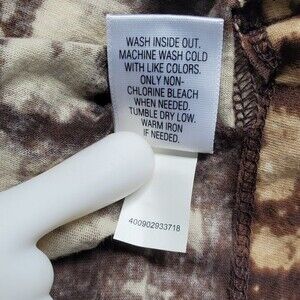 WASH INSIDE OUT.
MACHINE WASH COLD
WITH LIKE COLORS.
ONLY NON-
CHLORINE BLEACH
WHEN NEEDED.
TUMBLE DRY LOW.
WARM IRON
IF NEEDED.
400902933718